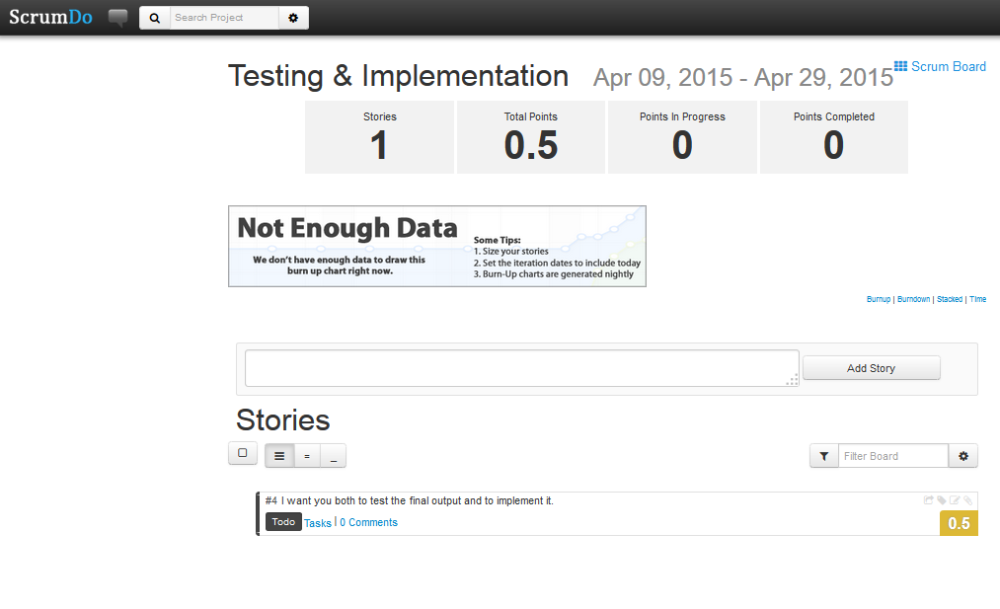 ScrumDo Search Project
Testing & Implementation Apr 09, 2015 - Apr 29, 2015 Scrum Board
Stories Total Points Points In Progress Points Completed
1 0.5 0 0
Not Enough Data
We don't have enough data to draw this
burn up chart right now.
Some Tips:
1. Size your stories
2. Set the iteration dates to include today
3. Burn-Up charts are generated nightly
Burnup | Burndown | Stacked | Time
Add Story
Stories
= _ Filter Board
#4 I want you both to test the final output and to implement it.
Todo Tasks | 0 Comments 0.5